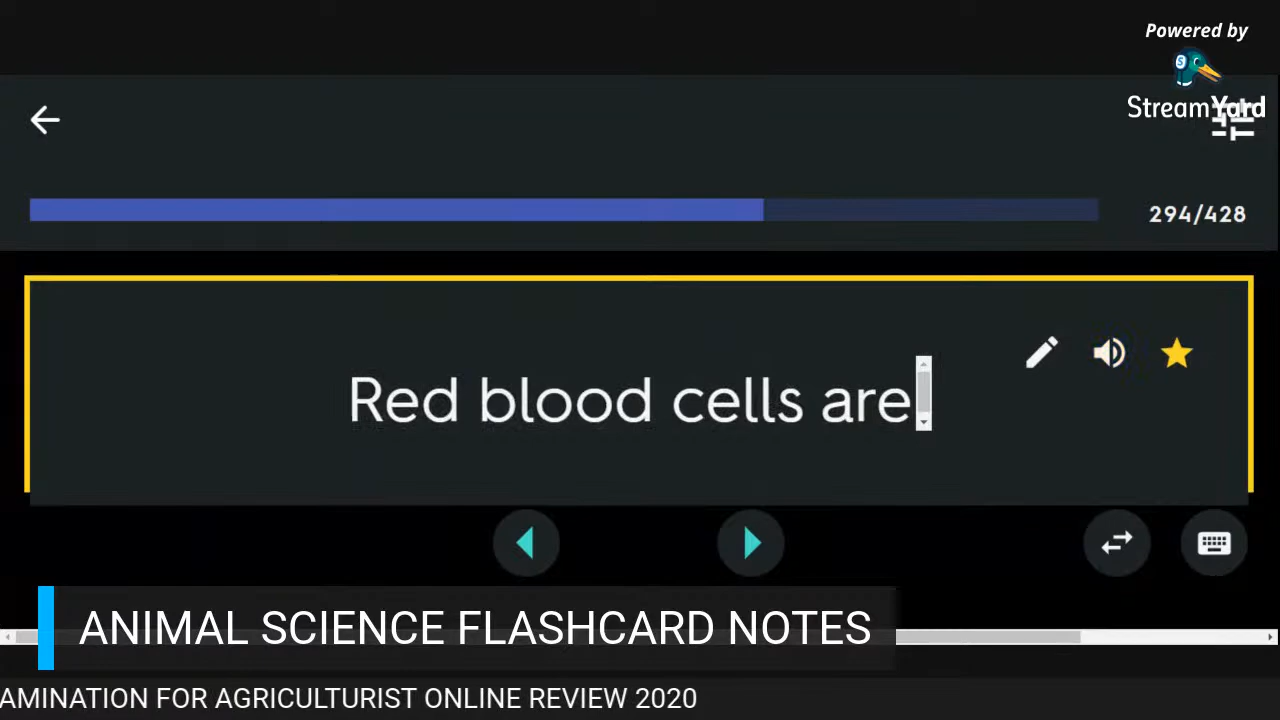 Powered by
StreamYard
294/428
Red blood cells are
ANIMAL SCIENCE FLASHCARD NOTES
AMINATION FOR AGRICULTURIST ONLINE REVIEW 2020